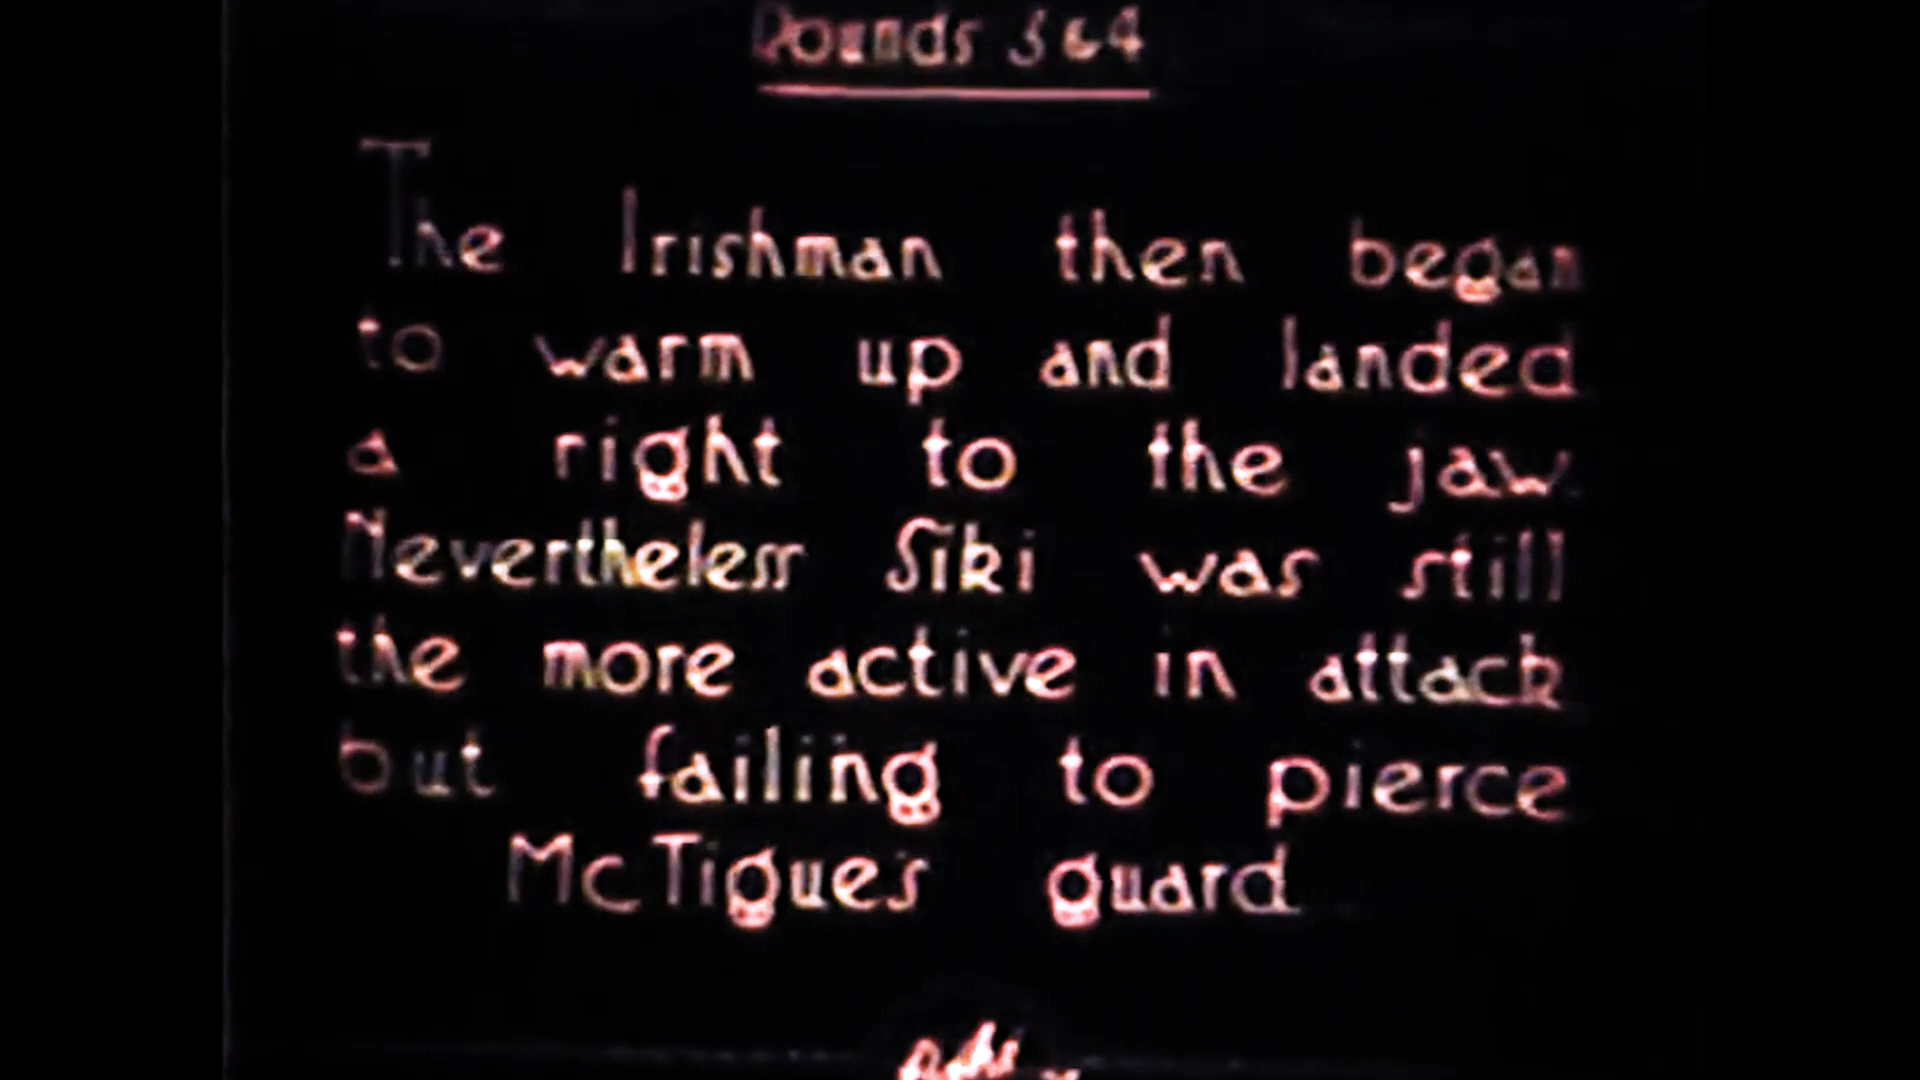 Rounds 3 & 4
The Irishman then began
to warm up and landed
a right to the jaw.
Nevertheless Siki was still
the more active in attack
but failing to pierce
McTigue's guard